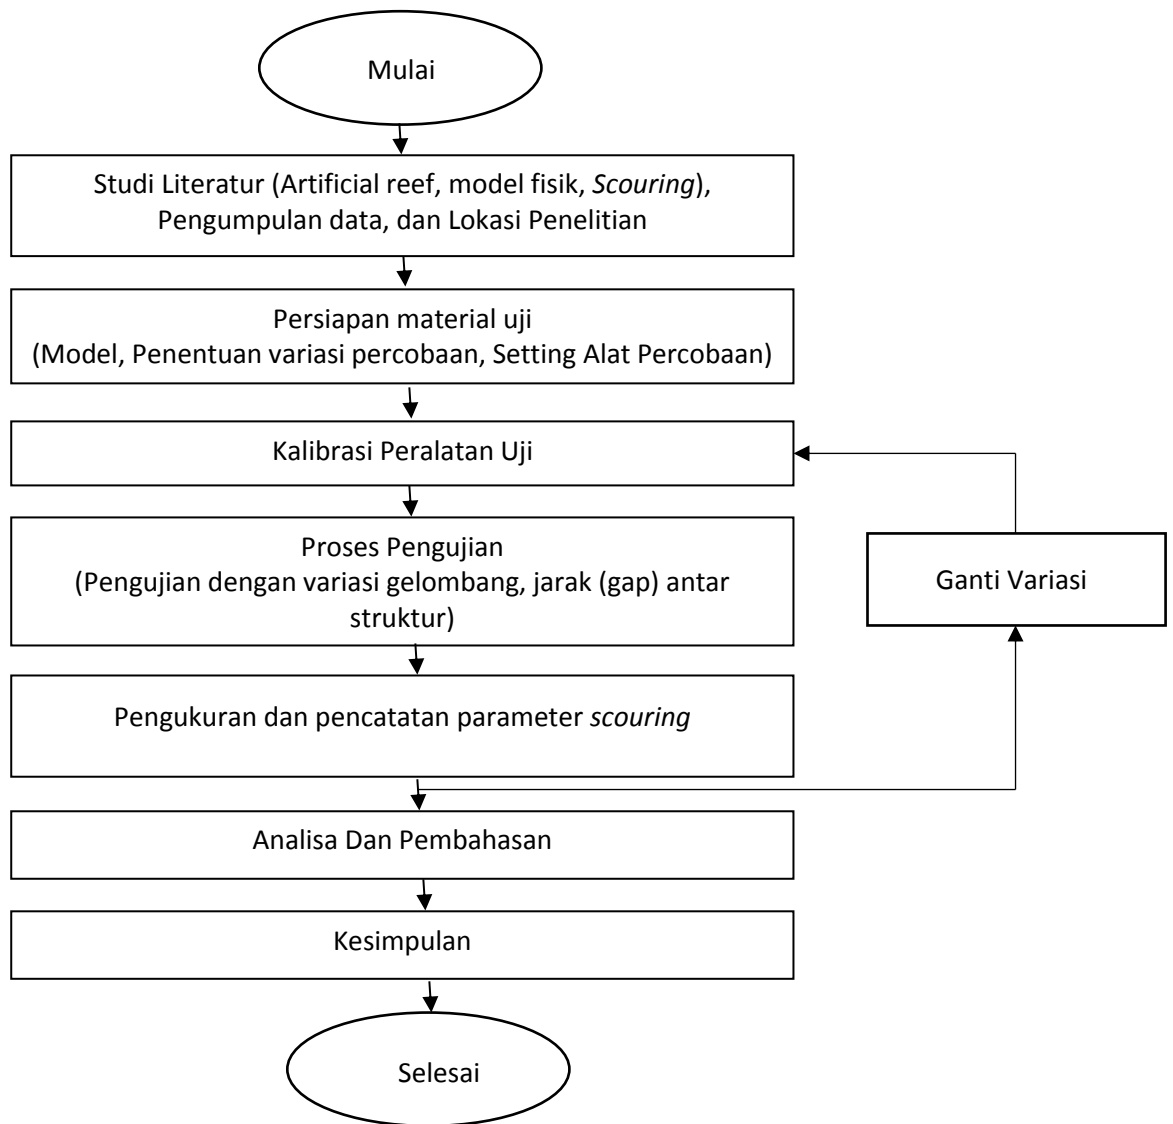 Mulai
Studi Literatur (Artificial reef, model fisik, Scouring),
Pengumpulan data, dan Lokasi Penelitian
Persiapan material uji
(Model, Penentuan variasi percobaan, Setting Alat Percobaan)
Kalibrasi Peralatan Uji
Proses Pengujian
(Pengujian dengan variasi gelombang, jarak (gap) antar
struktur)
Ganti Variasi
Pengukuran dan pencatatan parameter scouring
Analisa Dan Pembahasan
Kesimpulan
Selesai